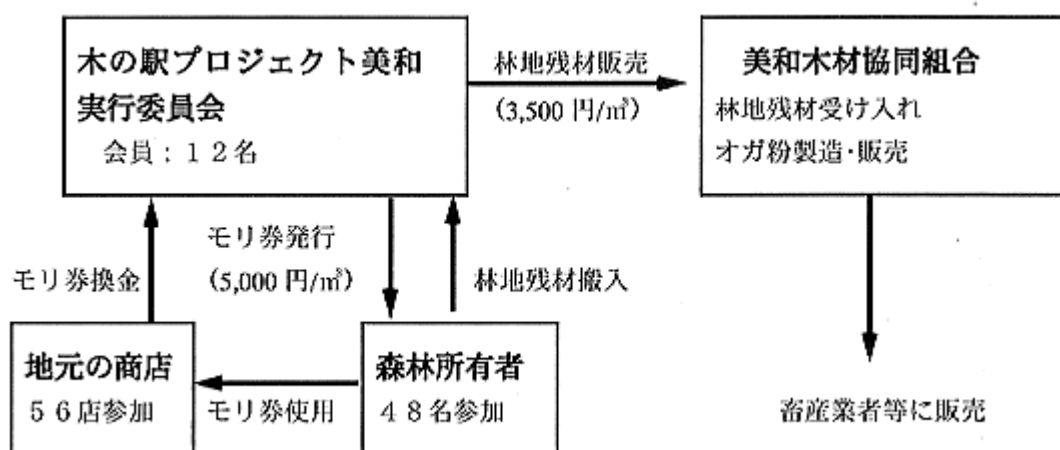 木の駅プロジェクト美和
実行委員会
会員：１２名
林地残材販売
(3,500 円/㎥)
美和木材協同組合
林地残材受け入れ
オガ粉製造·販売
モリ券換金
モリ券発行
(5,000 円/㎥)
林地残材搬入
地元の商店
５６店参加
モリ券使用
森林所有者
４８名参加
畜産業者等に販売